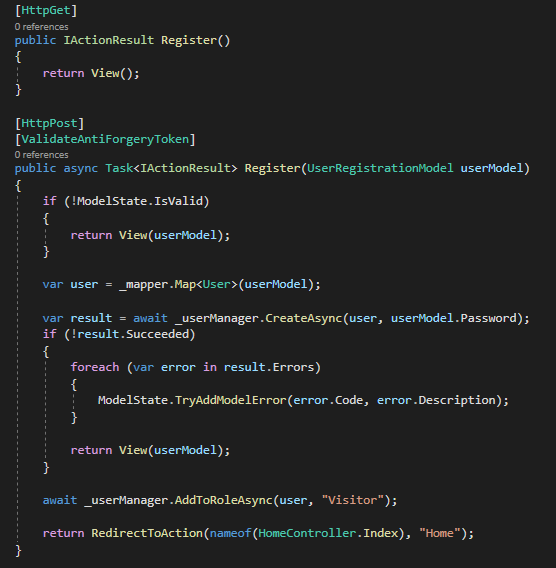 [HttpGet]
0 references
public IActionResult Register()
{
    return View();
}

[HttpPost]
[ValidateAntiForgeryToken]
0 references
public async Task<IActionResult> Register(UserRegistrationModel userModel)
{
    if (!ModelState.IsValid)
    {
        return View(userModel);
    }

    var user = _mapper.Map<User>(userModel);

    var result = await _userManager.CreateAsync(user, userModel.Password);
    if (!result.Succeeded)
    {
        foreach (var error in result.Errors)
        {
            ModelState.TryAddModelError(error.Code, error.Description);
        }

        return View(userModel);
    }

    await _userManager.AddToRoleAsync(user, "Visitor");

    return RedirectToAction(nameof(HomeController.Index), "Home");
}